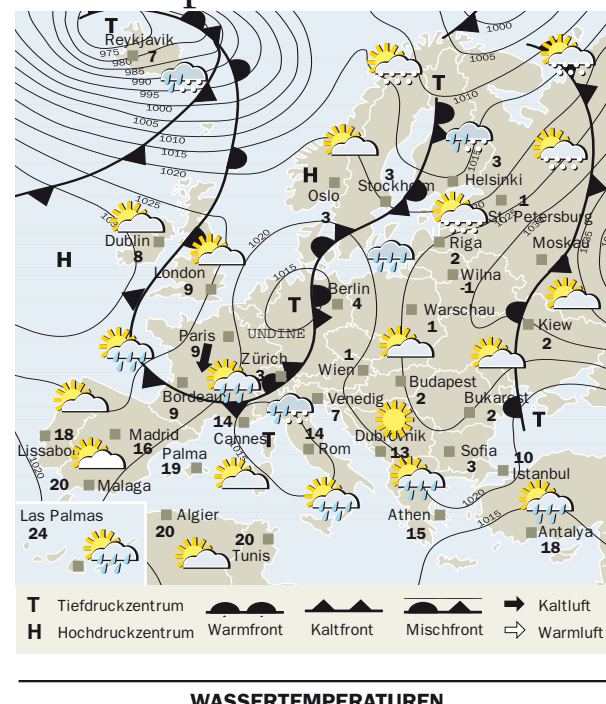 T
Reykjavik
7
975
980
985
990
995
1000
1005
1010
1015
1020
1025
1000
1005
1010
1015
T
H
Oslo
3
Stockholm
3
Helsinki
1
St. Petersburg
3
1020
Dublin
8
H
London
9
Riga
2
Moskau
Wilna
-1
1015
T
Berlin
4
UNDINE
Warschau
1
Kiew
2
Paris
9
Zürich
3
1
Wien
Budapest
2
Bukarest
2
Bordeaux
9
Venedig
7
T
14
Cannes
T
14
Rom
Dubrovnik
13
Sofia
3
10
Istanbul
18
Lissabon
Madrid
16
Palma
19
20
Malaga
1020
1015
1020
1015
Las Palmas
24
Algier
20
20
Tunis
Athen
15
Antalya
18
T Tiefdruckzentrum Warmfront Kaltfront Mischfront Kaltluft
H Hochdruckzentrum Warmluft
WASSERTEMPERATUREN